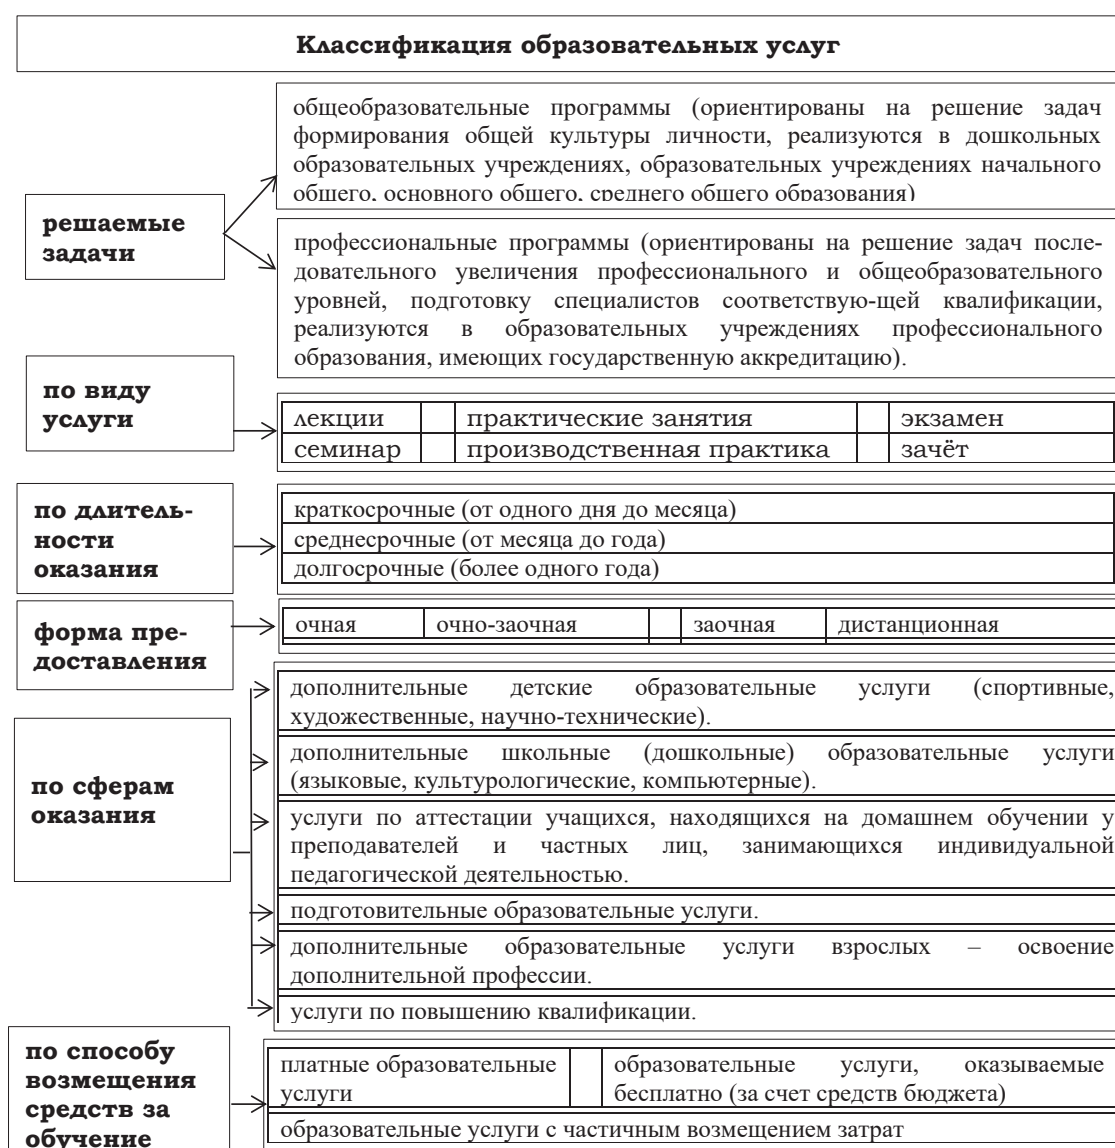 Классификация образовательных услуг
решаемые
задачи
общеобразовательные программы (ориентированы на решение задач
формирования общей культуры личности, реализуются в дошкольных
образовательных учреждениях, образовательных учреждениях начального
общего, основного общего, среднего общего образования)
профессиональные программы (ориентированы на решение задач после-
довательного увеличения профессионального и общеобразовательного
уровней, подготовку специалистов соответствую-щей квалификации,
реализуются в образовательных учреждениях профессионального
образования, имеющих государственную аккредитацию).
по виду
услуги
лекции практические занятия экзамен
семинар производственная практика зачёт
по длитель-
ности
оказания
краткосрочные (от одного дня до месяца)
среднесрочные (от месяца до года)
долгосрочные (более одного года)
форма пре-
доставления
очная очно-заочная заочная дистанционная
по сферам
оказания
дополнительные детские образовательные услуги (спортивные,
художественные, научно-технические).
дополнительные школьные (дошкольные) образовательные услуги
(языковые, культурологические, компьютерные).
услуги по аттестации учащихся, находящихся на домашнем обучении у
преподавателей и частных лиц, занимающихся индивидуальной
педагогической деятельностью.
подготовительные образовательные услуги.
дополнительные образовательные услуги взрослых – освоение
дополнительной профессии.
услуги по повышению квалификации.
по способу
возмещения
средств за
обучение
платные образовательные
услуги
образовательные услуги, оказываемые
бесплатно (за счет средств бюджета)
образовательные услуги с частичным возмещением затрат